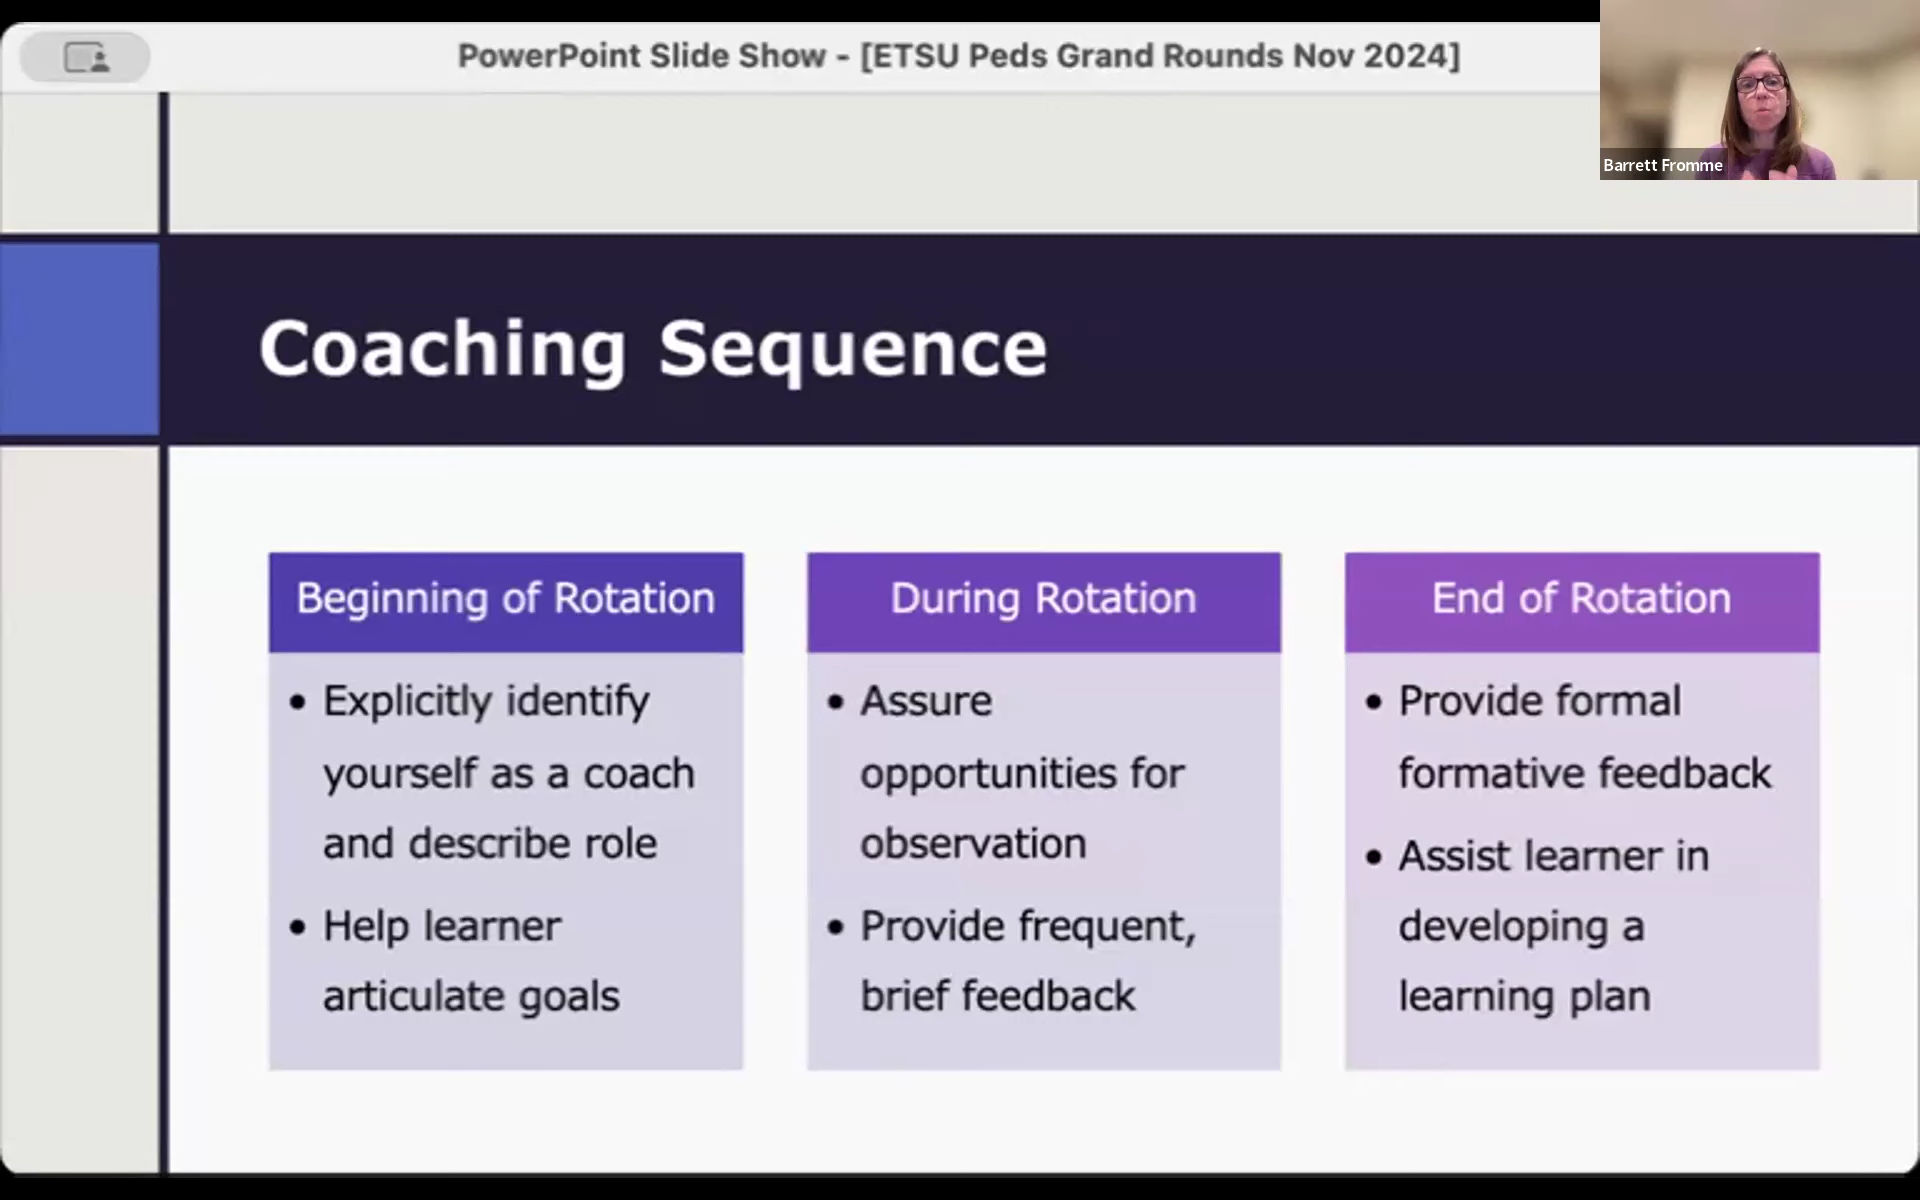 PowerPoint Slide Show - [ETSU Peds Grand Rounds Nov 2024]
Barrett Fromme
Coaching Sequence
Beginning of Rotation
• Explicitly identify
yourself as a coach
and describe role
• Help learner
articulate goals
During Rotation
• Assure
opportunities for
observation
• Provide frequent,
brief feedback
End of Rotation
• Provide formal
formative feedback
• Assist learner in
developing a
learning plan